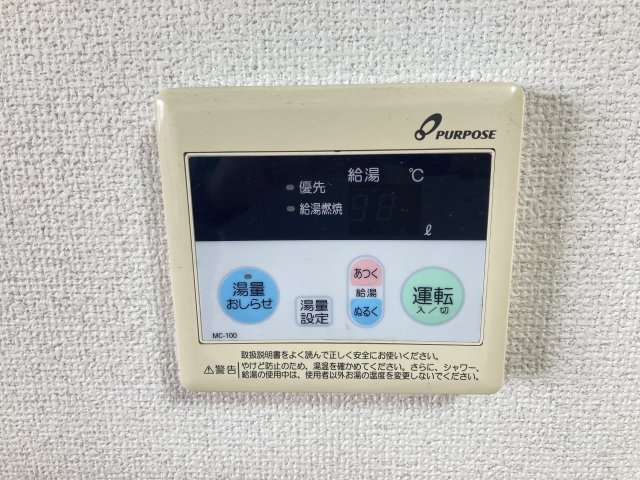 PURPOSE
給湯 ℃
優先
給湯燃焼
ℓ
湯量
おしらせ
湯量
設定
あつく
給湯
ぬるく
運転
入/切
MC-100
取扱説明書をよく読んで正しく安全にお使いください。
⚠警告 やけど防止のため、湯温を確かめてください。さらに、シャワー、
給湯の使用中は、使用者以外お湯の温度を変更しないでください。